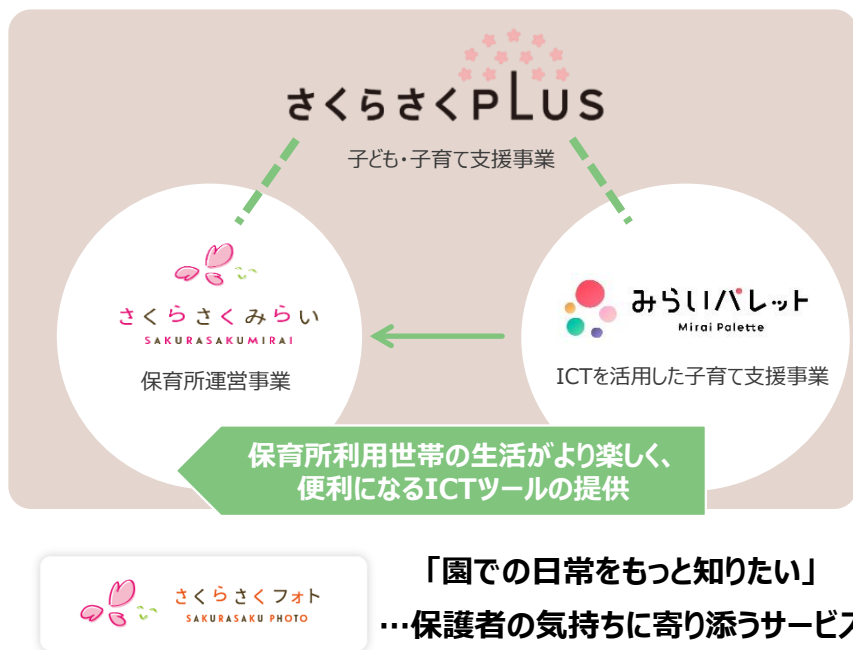 さくらさくPLUS
子ども・子育て支援事業
さくらさくみらい
SAKURASAKUMIRAI
保育所運営事業
みらいパレット
Mirai Palette
ICTを活用した子育て支援事業
保育所利用世帯の生活がより楽しく、
便利になるICTツールの提供
さくらさくフォト
SAKURASAKU PHOTO
「園での日常をもっと知りたい」
…保護者の気持ちに寄り添うサービス